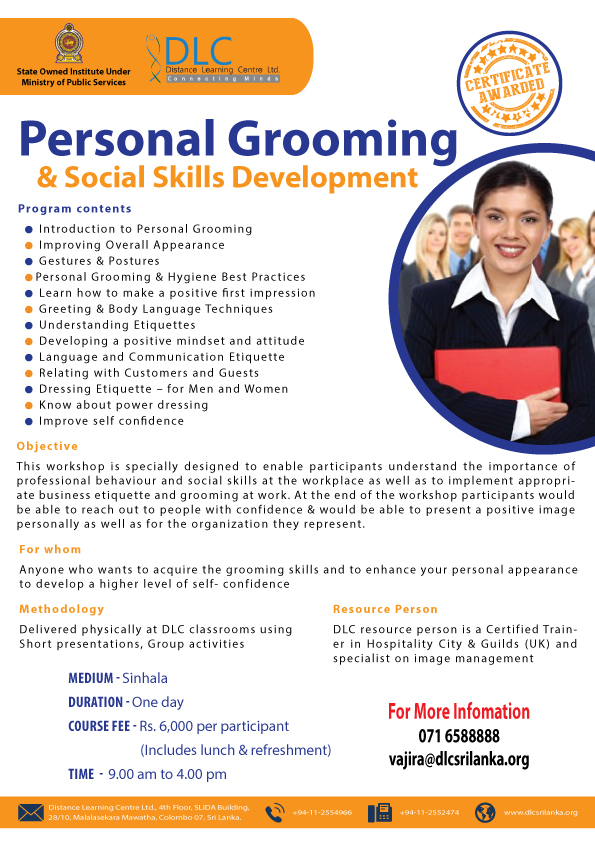 State Owned Institute Under
Ministry of Public Services
DLC
Distance Learning Centre Ltd.
Connecting Minds
CERTIFICATE
AWARDED
Personal Grooming
& Social Skills Development
Program contents
Introduction to Personal Grooming
Improving Overall Appearance
Gestures & Postures
Personal Grooming & Hygiene Best Practices
Learn how to make a positive first impression
Greeting & Body Language Techniques
Understanding Etiquettes
Developing a positive mindset and attitude
Language and Communication Etiquette
Relating with Customers and Guests
Dressing Etiquette – for Men and Women
Know about power dressing
Improve self confidence
Objective
This workshop is specially designed to enable participants understand the importance of
professional behaviour and social skills at the workplace as well as to implement appropri-
ate business etiquette and grooming at work. At the end of the workshop participants would
be able to reach out to people with confidence & would be able to present a positive image
personally as well as for the organization they represent.
For whom
Anyone who wants to acquire the grooming skills and to enhance your personal appearance
to develop a higher level of self- confidence
Methodology
Delivered physically at DLC classrooms using
Short presentations, Group activities
Resource Person
DLC resource person is a Certified Train-
er in Hospitality City & Guilds (UK) and
specialist on image management
MEDIUM - Sinhala
DURATION - One day
COURSE FEE - Rs. 6,000 per participant
(Includes lunch & refreshment)
TIME - 9.00 am to 4.00 pm
For More Infomation
071 6588888
vajira@dlcsrilanka.org
Distance Learning Centre Ltd., 4th Floor, SLIDA Building,
28/10, Malalasekara Mawatha, Colombo 07, Sri Lanka.
+94-11-2554966
+94-11-2552474
www.dlcsrilanka.org